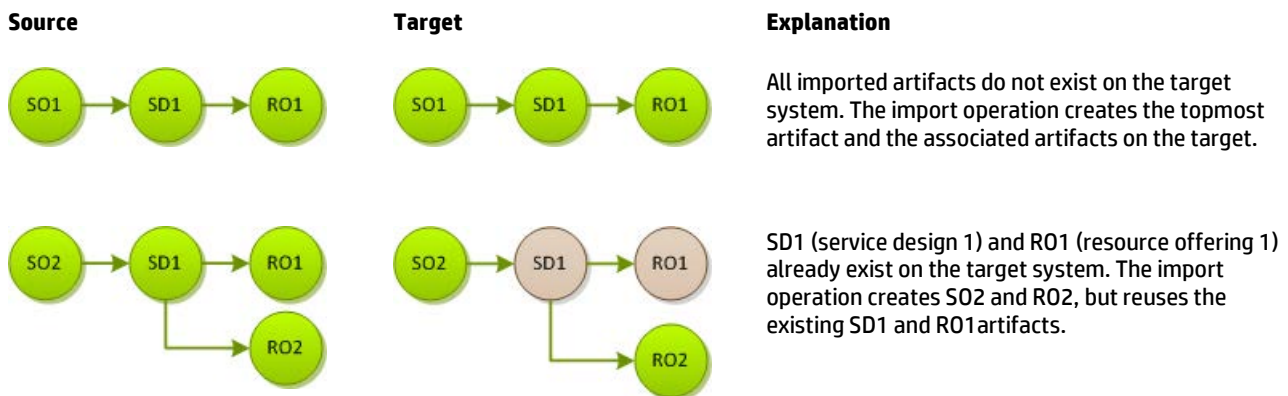 Source Target Explanation
SO1 SD1 RO1 SO1 SD1 RO1
All imported artifacts do not exist on the target
system. The import operation creates the topmost
artifact and the associated artifacts on the target.
SO2 SD1 RO1 SO2 SD1 RO1
RO2 RO2
SD1 (service design 1) and RO1 (resource offering 1)
already exist on the target system. The import
operation creates SO2 and RO2, but reuses the
existing SD1 and RO1artifacts.